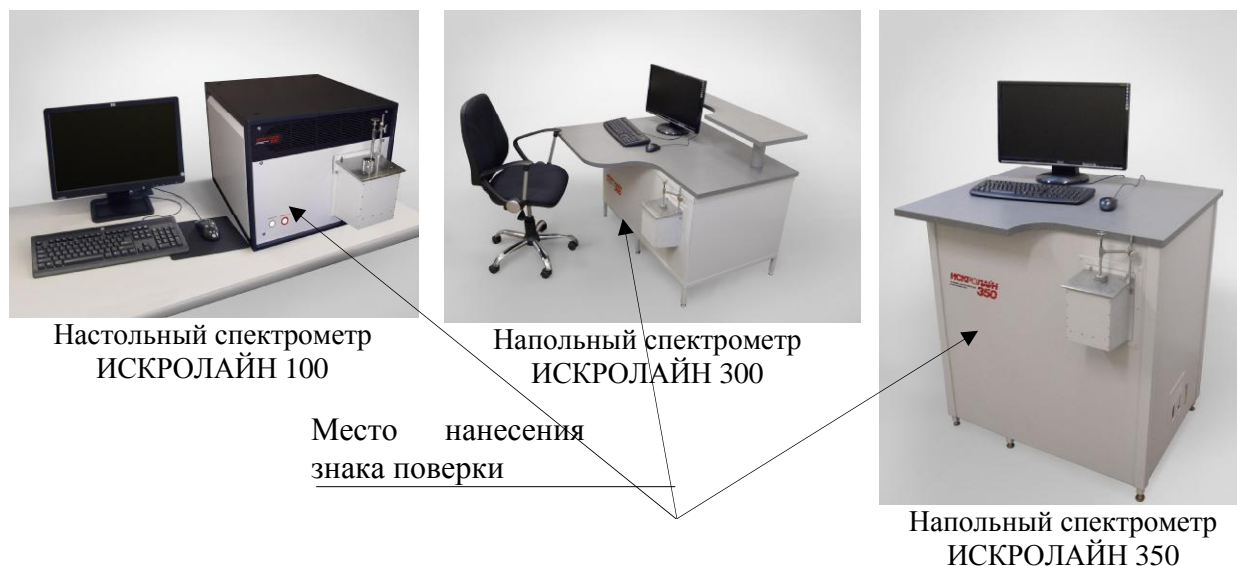 Настольный спектрометр
ИСКРОЛАЙН 100
Напольный спектрометр
ИСКРОЛАЙН 300
Место нанесения
знака поверки
ИСКРОЛАЙН
350
Напольный спектрометр
ИСКРОЛАЙН 350